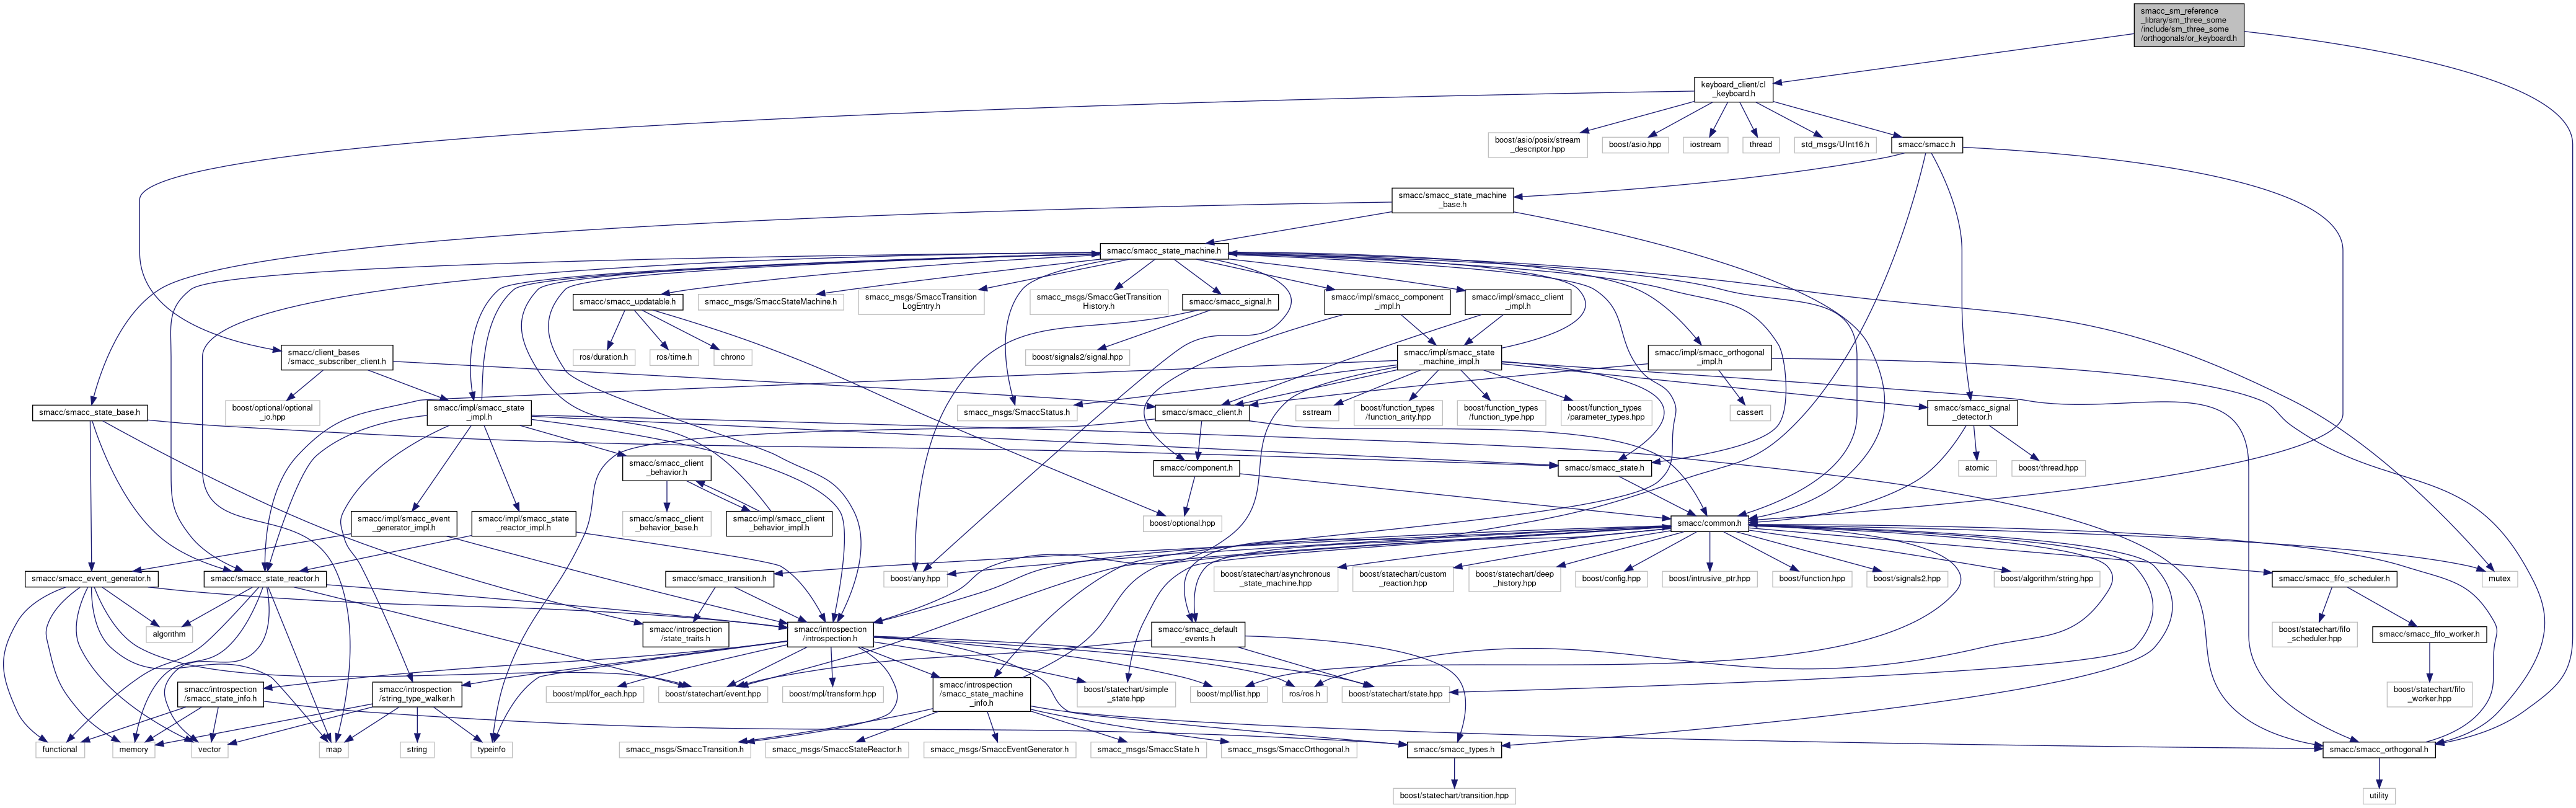 smacc_sm_reference
_library/sm_three_some
/include/sm_three_some
/orthogonals/or_keyboard.h
keyboard_client/cl
_keyboard.h
boost/asio/posix/stream
_descriptor.hpp
boost/asio.hpp
iostream
thread
std_msgs/UInt16.h
smacc/smacc.h
smacc/smacc_state_machine
_base.h
smacc/smacc_state_machine.h
smacc/smacc_updatable.h
smacc_msgs/SmaccStateMachine.h
smacc_msgs/SmaccTransition
LogEntry.h
smacc_msgs/SmaccGetTransition
History.h
smacc/smacc_signal.h
smacc/impl/smacc_component
_impl.h
smacc/impl/smacc_client
_impl.h
smacc/client_bases
/smacc_subscriber_client.h
ros/duration.h
ros/time.h
chrono
boost/signals2/signal.hpp
smacc/impl/smacc_state
_machine_impl.h
smacc/impl/smacc_orthogonal
_impl.h
smacc/smacc_state_base.h
boost/optional/optional
_io.hpp
smacc/impl/smacc_state
_impl.h
smacc_msgs/SmaccStatus.h
smacc/smacc_client.h
sstream
boost/function_types
/function_arity.hpp
boost/function_types
/function_type.hpp
boost/function_types
/parameter_types.hpp
cassert
smacc/smacc_signal
_detector.h
smacc/smacc_client
_behavior.h
smacc/component.h
smacc/smacc_state.h
atomic
boost/thread.hpp
smacc/impl/smacc_event
_generator_impl.h
smacc/impl/smacc_state
_reactor_impl.h
smacc/smacc_client
_behavior_base.h
smacc/impl/smacc_client
_behavior_impl.h
boost/optional.hpp
smacc/common.h
smacc/smacc_event_generator.h
smacc/smacc_state_reactor.h
smacc/smacc_transition.h
boost/any.hpp
boost/statechart/asynchronous
_state_machine.hpp
boost/statechart/custom
_reaction.hpp
boost/statechart/deep
_history.hpp
boost/config.hpp
boost/intrusive_ptr.hpp
boost/function.hpp
boost/signals2.hpp
boost/algorithm/string.hpp
smacc/smacc_fifo_scheduler.h
mutex
algorithm
smacc/introspection
/state_traits.h
smacc/introspection
/introspection.h
smacc/smacc_default
_events.h
boost/statechart/fifo
_scheduler.hpp
smacc/smacc_fifo_worker.h
smacc/introspection
/smacc_state_info.h
smacc/introspection
/string_type_walker.h
boost/mpl/for_each.hpp
boost/statechart/event.hpp
boost/mpl/transform.hpp
smacc/introspection
/smacc_state_machine
_info.h
boost/statechart/simple
_state.hpp
boost/mpl/list.hpp
ros/ros.h
boost/statechart/state.hpp
boost/statechart/fifo
_worker.hpp
functional
memory
vector
map
string
typeinfo
smacc_msgs/SmaccTransition.h
smacc_msgs/SmaccStateReactor.h
smacc_msgs/SmaccEventGenerator.h
smacc_msgs/SmaccState.h
smacc_msgs/SmaccOrthogonal.h
smacc/smacc_types.h
smacc/smacc_orthogonal.h
boost/statechart/transition.hpp
utility